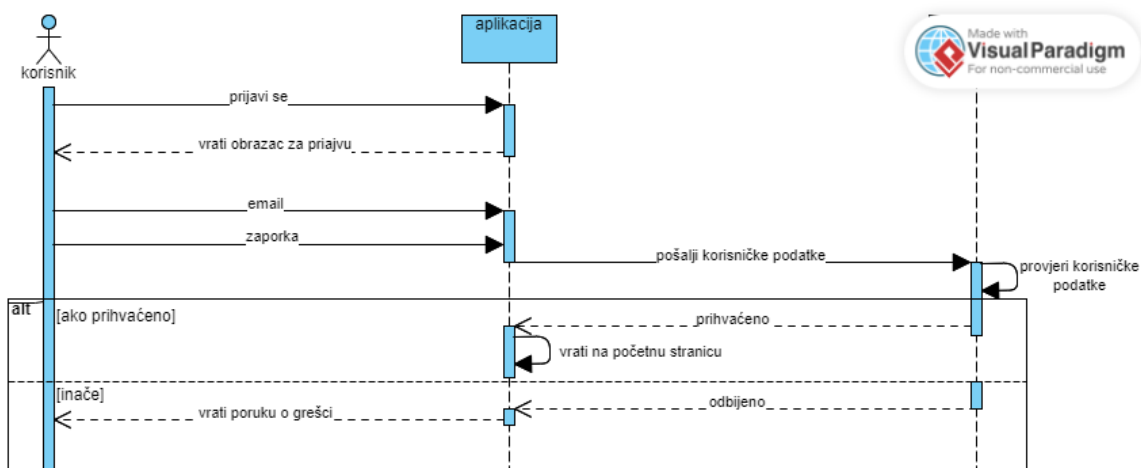 aplikacija
Made with
Visual Paradigm
For non-commercial use
korisnik
prijavi se
vrati obrazac za priajvu
email
zaporka
pošalji korisničke podatke
provjeri korisničke
podatke
alt
[ako prihvaćeno]
prihvaćeno
vrati na početnu stranicu
[inače]
odbijeno
vrati poruku o grešci